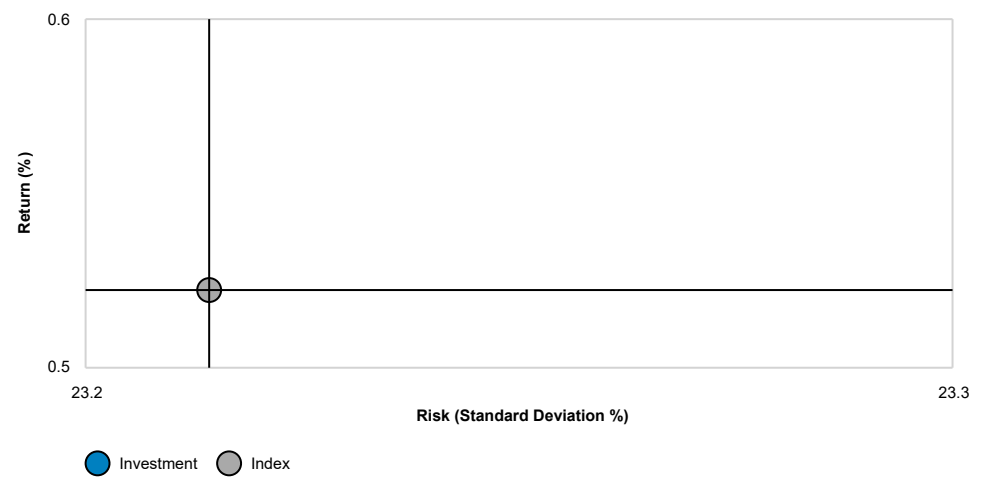 0.6
Return (%)
0.5
23.2
23.3
Risk (Standard Deviation %)
Investment
Index